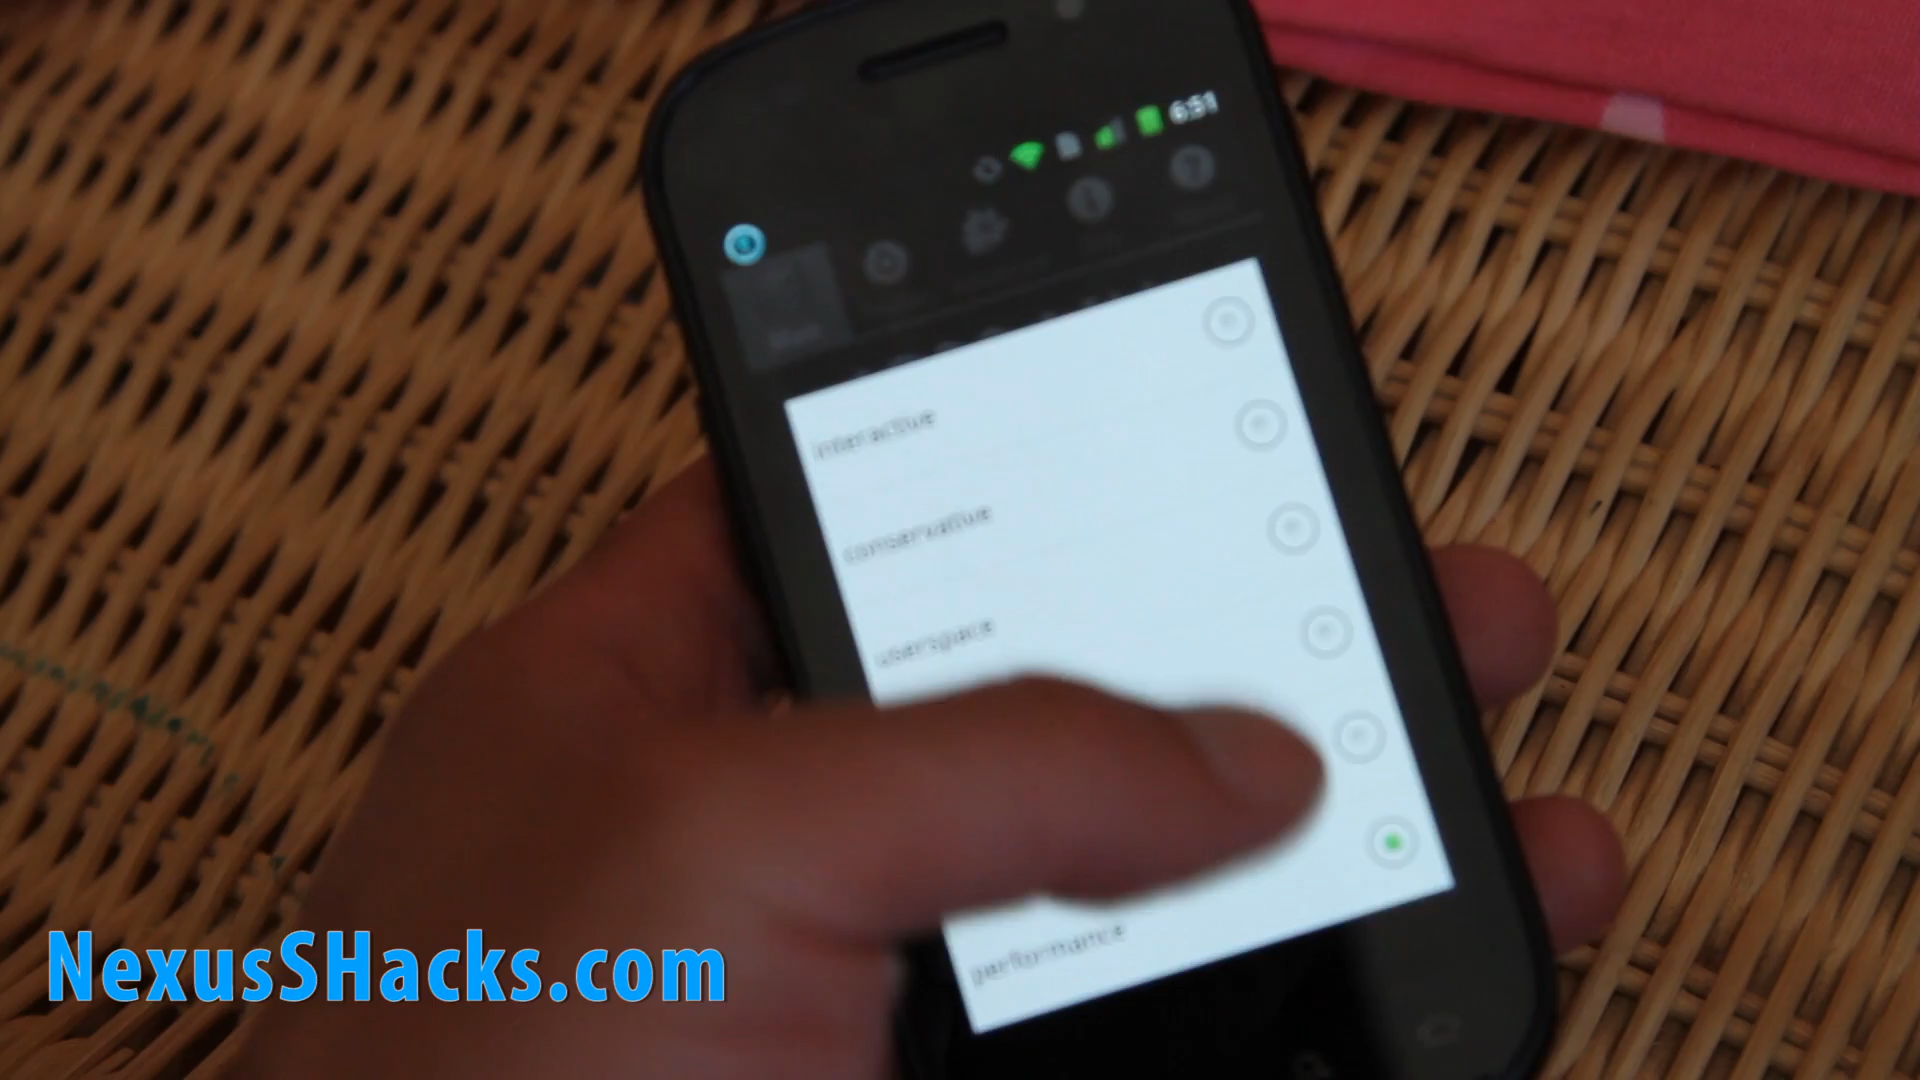 6:51
interactive
conservative
userspace
performance
NexusSHacks.com